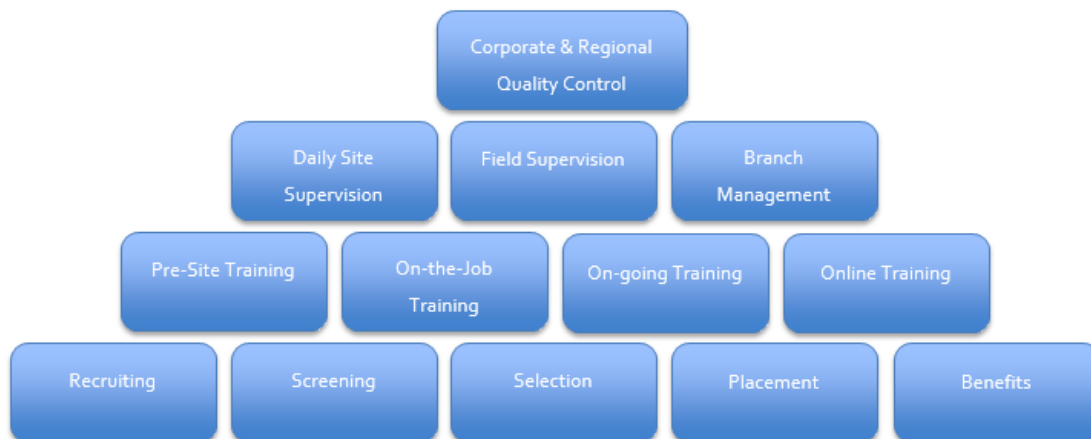 Corporate & Regional
Quality Control
Daily Site
Supervision
Field Supervision
Branch
Management
Pre-Site Training
On-the-Job
Training
On-going Training
Online Training
Recruiting
Screening
Selection
Placement
Benefits